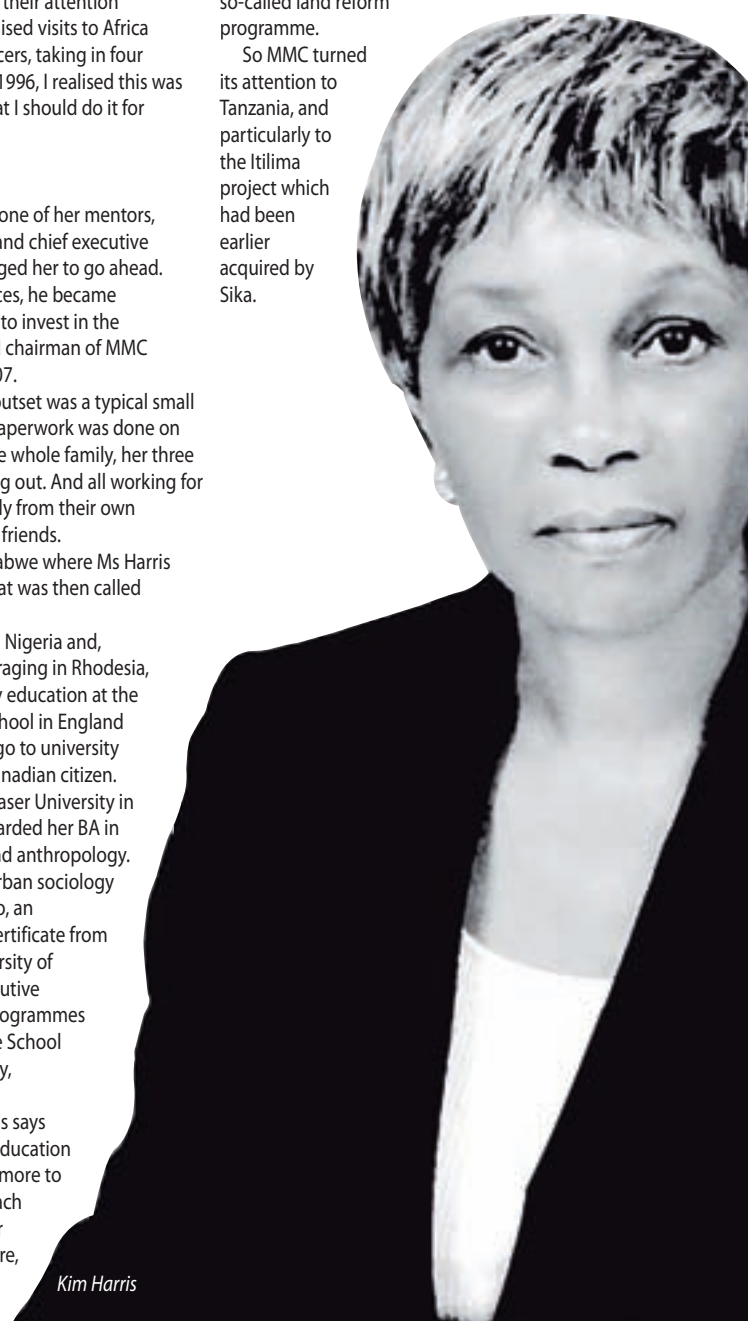 their attention
ised visits to Africa
cers, taking in four
1996, I realised this was
at I should do it for
one of her mentors,
and chief executive
ged her to go ahead.
ces, he became
to invest in the
chairman of MMC
07.
outset was a typical small
aperwork was done on
e whole family, her three
g out. And all working for
ly from their own
friends.
abwe where Ms Harris
at was then called
Nigeria and,
raging in Rhodesia,
y education at the
hool in England
go to university
nadian citizen.
aser University in
arded her BA in
nd anthropology.
rban sociology
o, an
ertificate from
rsity of
utive
ogrammes
e School
y,
s says
ducation
more to
ach
r
re,
so-called land reform
programme.
So MMC turned
its attention to
Tanzania, and
particularly to
the Itilima
project which
had been
earlier
acquired by
Sika.
Kim Harris